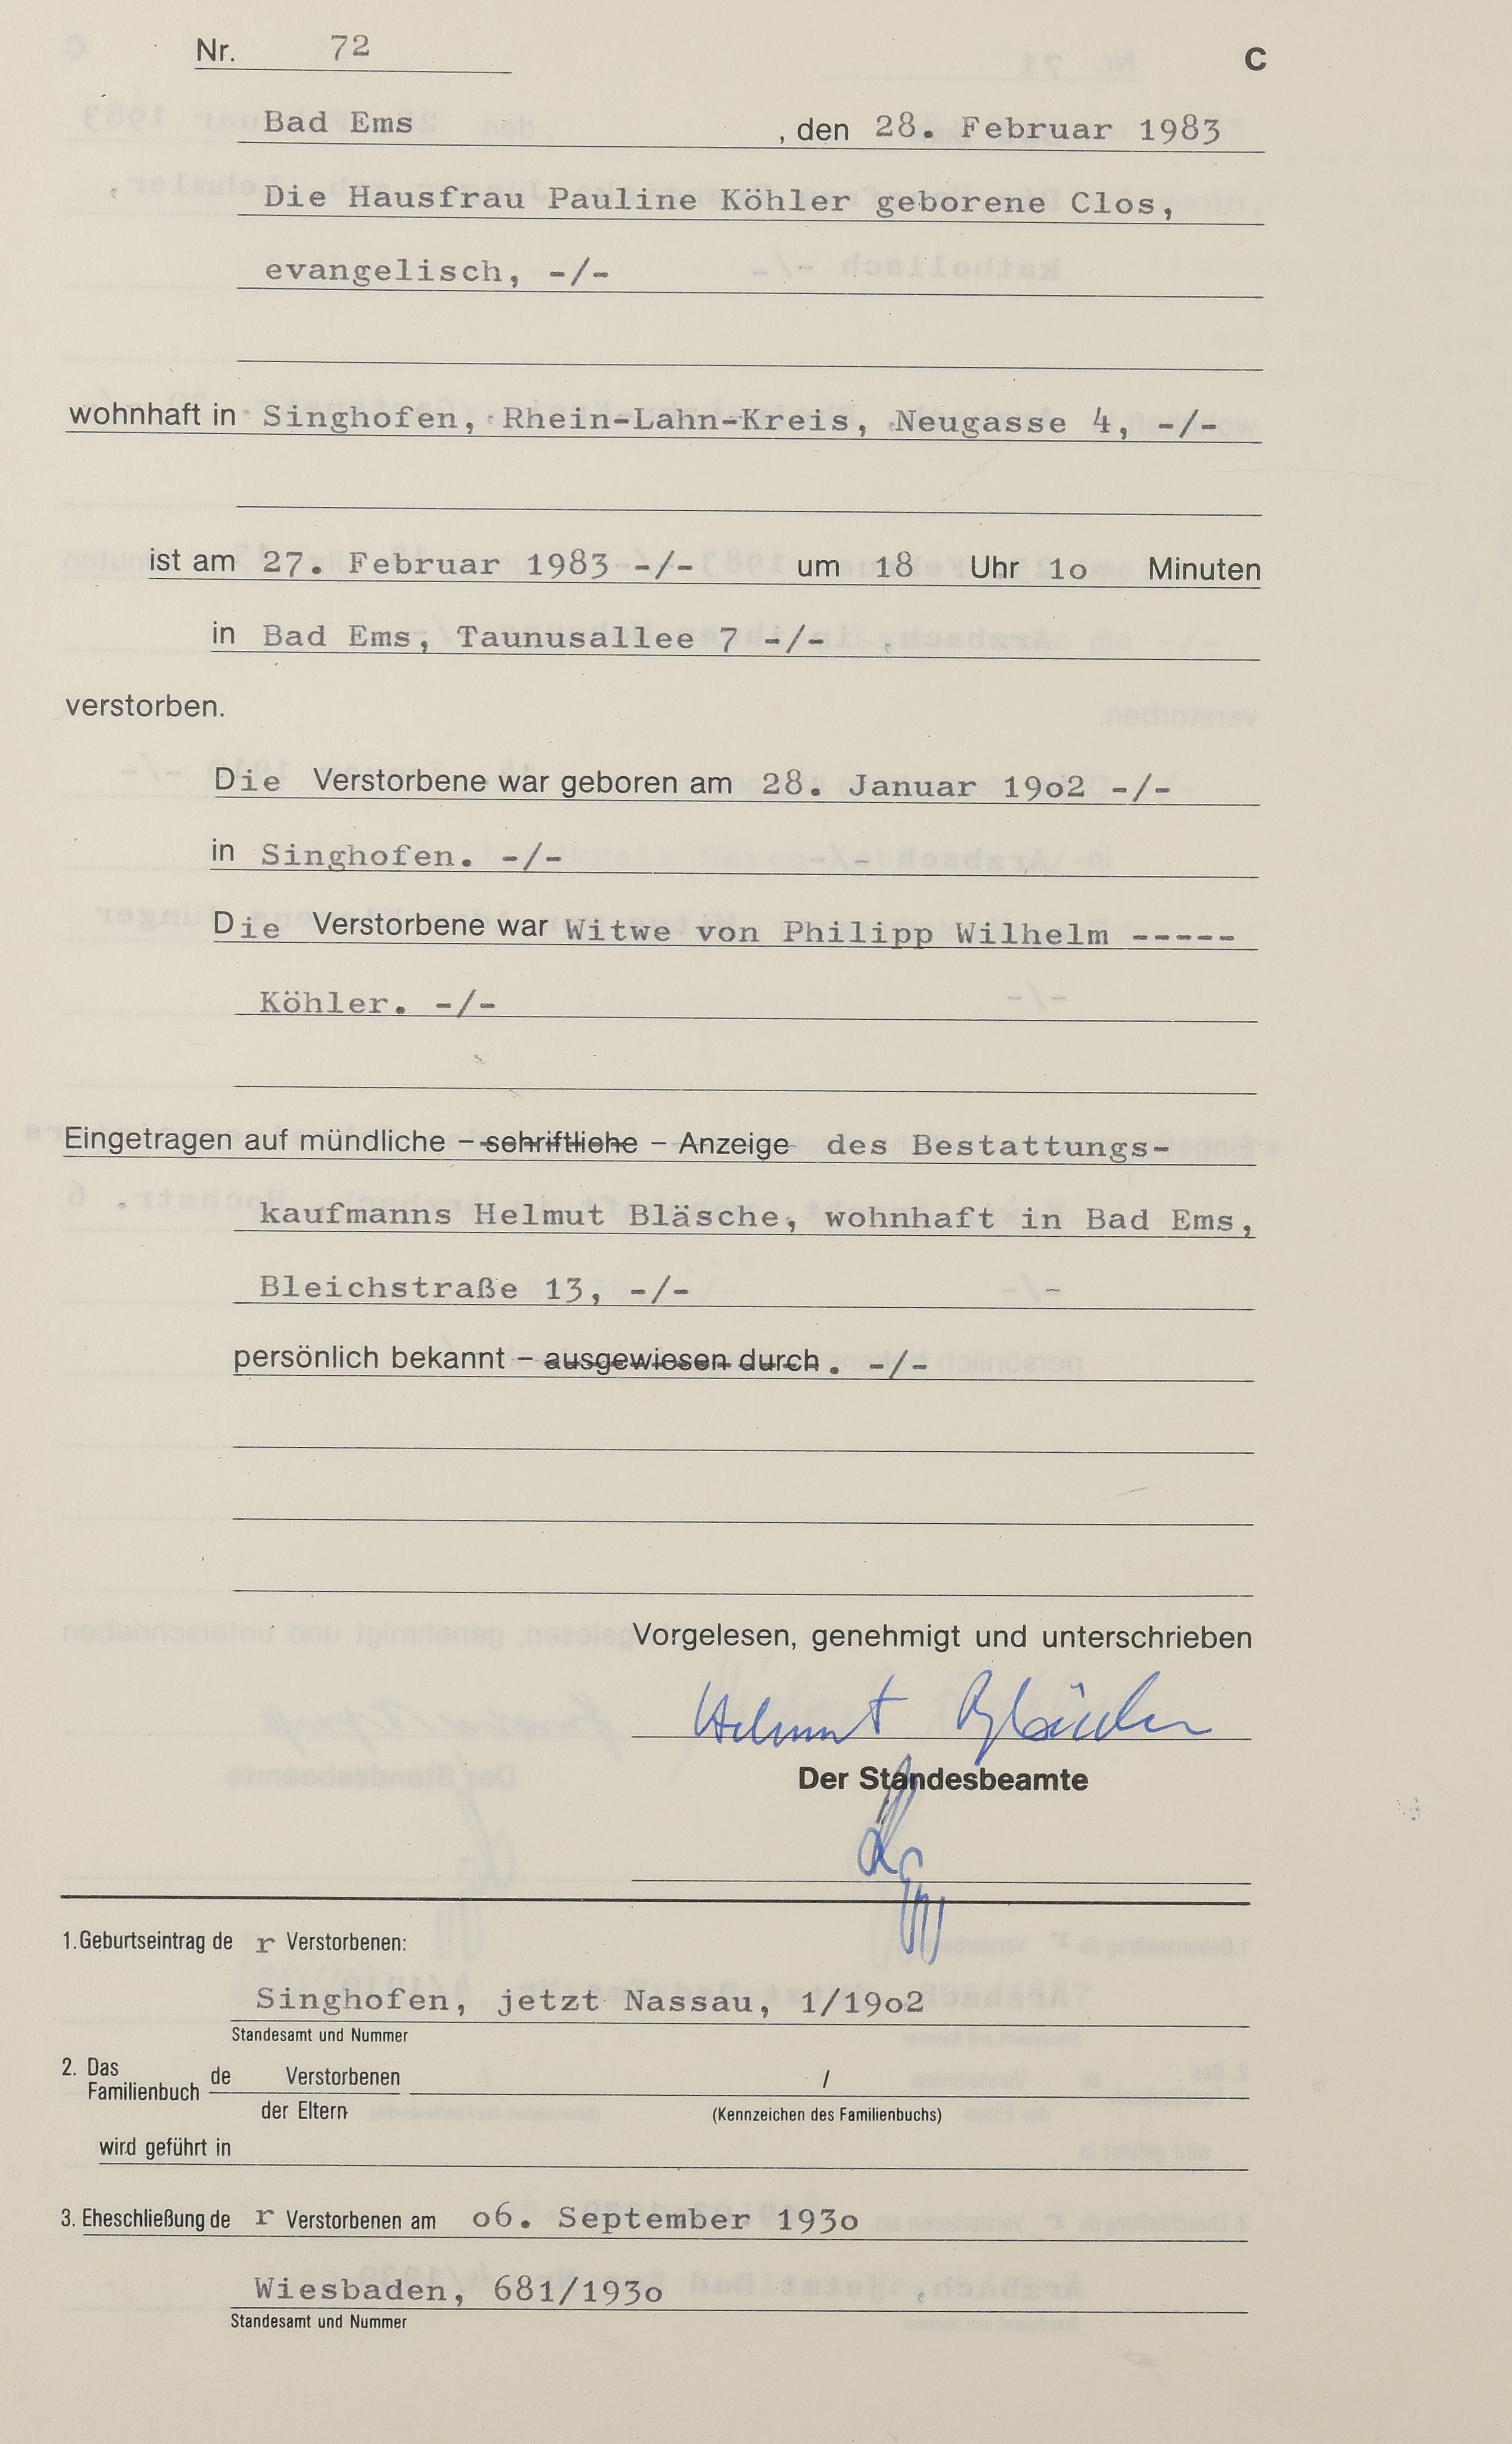 Nr. 72 C
Bad Ems , den 28. Februar 1983
Die Hausfrau Pauline Köhler geborene Clos,
evangelisch, -/-
wohnhaft in Singhofen, Rhein-Lahn-Kreis, Neugasse 4, -/-
ist am 27. Februar 1983 -/- um 18 Uhr 1o Minuten
in Bad Ems, Taunusallee 7 -/-
verstorben.
Die Verstorbene war geboren am 28. Januar 19o2 -/-
in Singhofen. -/-
Die Verstorbene war Witwe von Philipp Wilhelm -----
Köhler. -/-
Eingetragen auf mündliche – schriftliche – Anzeige des Bestattungs-
kaufmanns Helmut Bläsche, wohnhaft in Bad Ems,
Bleichstraße 13, -/-
persönlich bekannt – ausgewiesen durch . -/-
Vorgelesen, genehmigt und unterschrieben
Helmut
Der Standesbeamte
1.Geburtseintrag de r Verstorbenen:
Singhofen, jetzt Nassau, 1/19o2
Standesamt und Nummer
2. Das Familienbuch de Verstorbenen /
der Eltern (Kennzeichen des Familienbuchs)
wird geführt in
3. Eheschließung de r Verstorbenen am o6. September 193o
Wiesbaden, 681/193o
Standesamt und Nummer